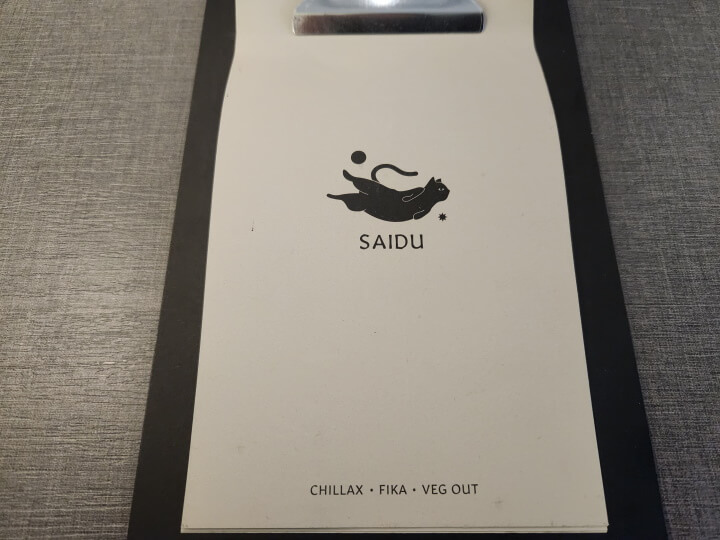 SAIDU
CHILLAX • FIKA • VEG OUT